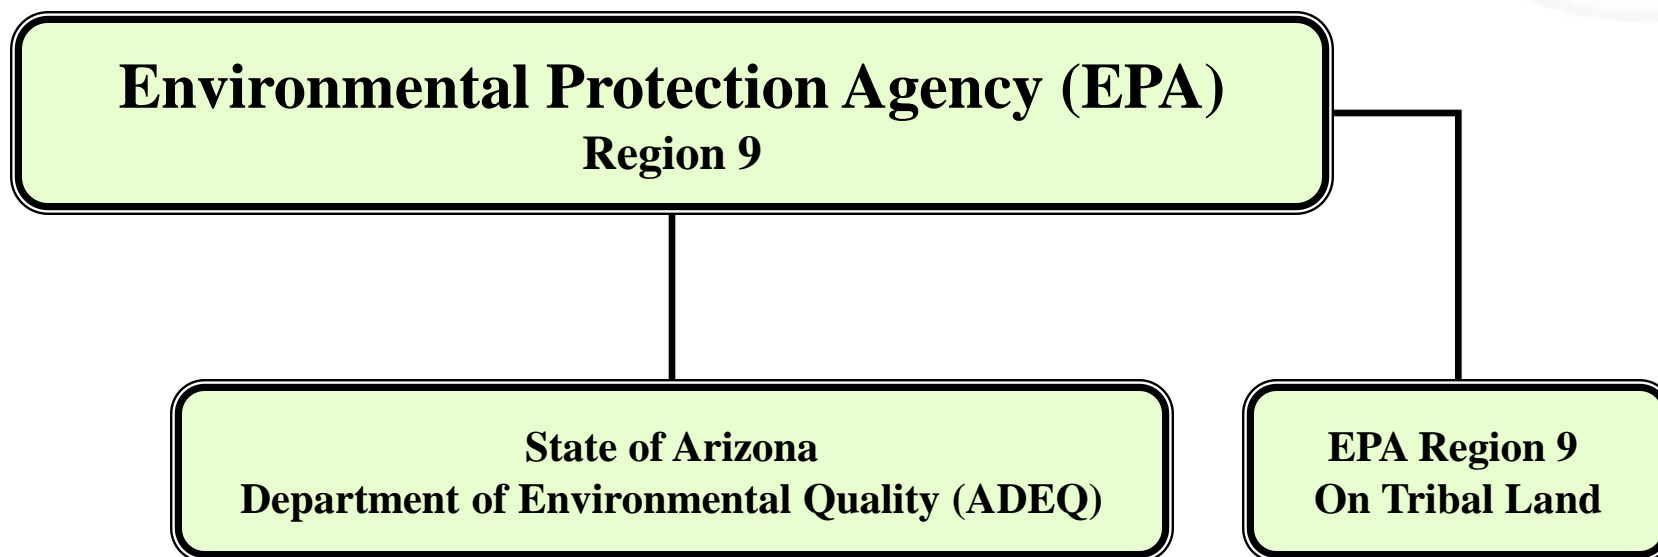 Environmental Protection Agency (EPA)
Region 9
State of Arizona
Department of Environmental Quality (ADEQ)
EPA Region 9
On Tribal Land